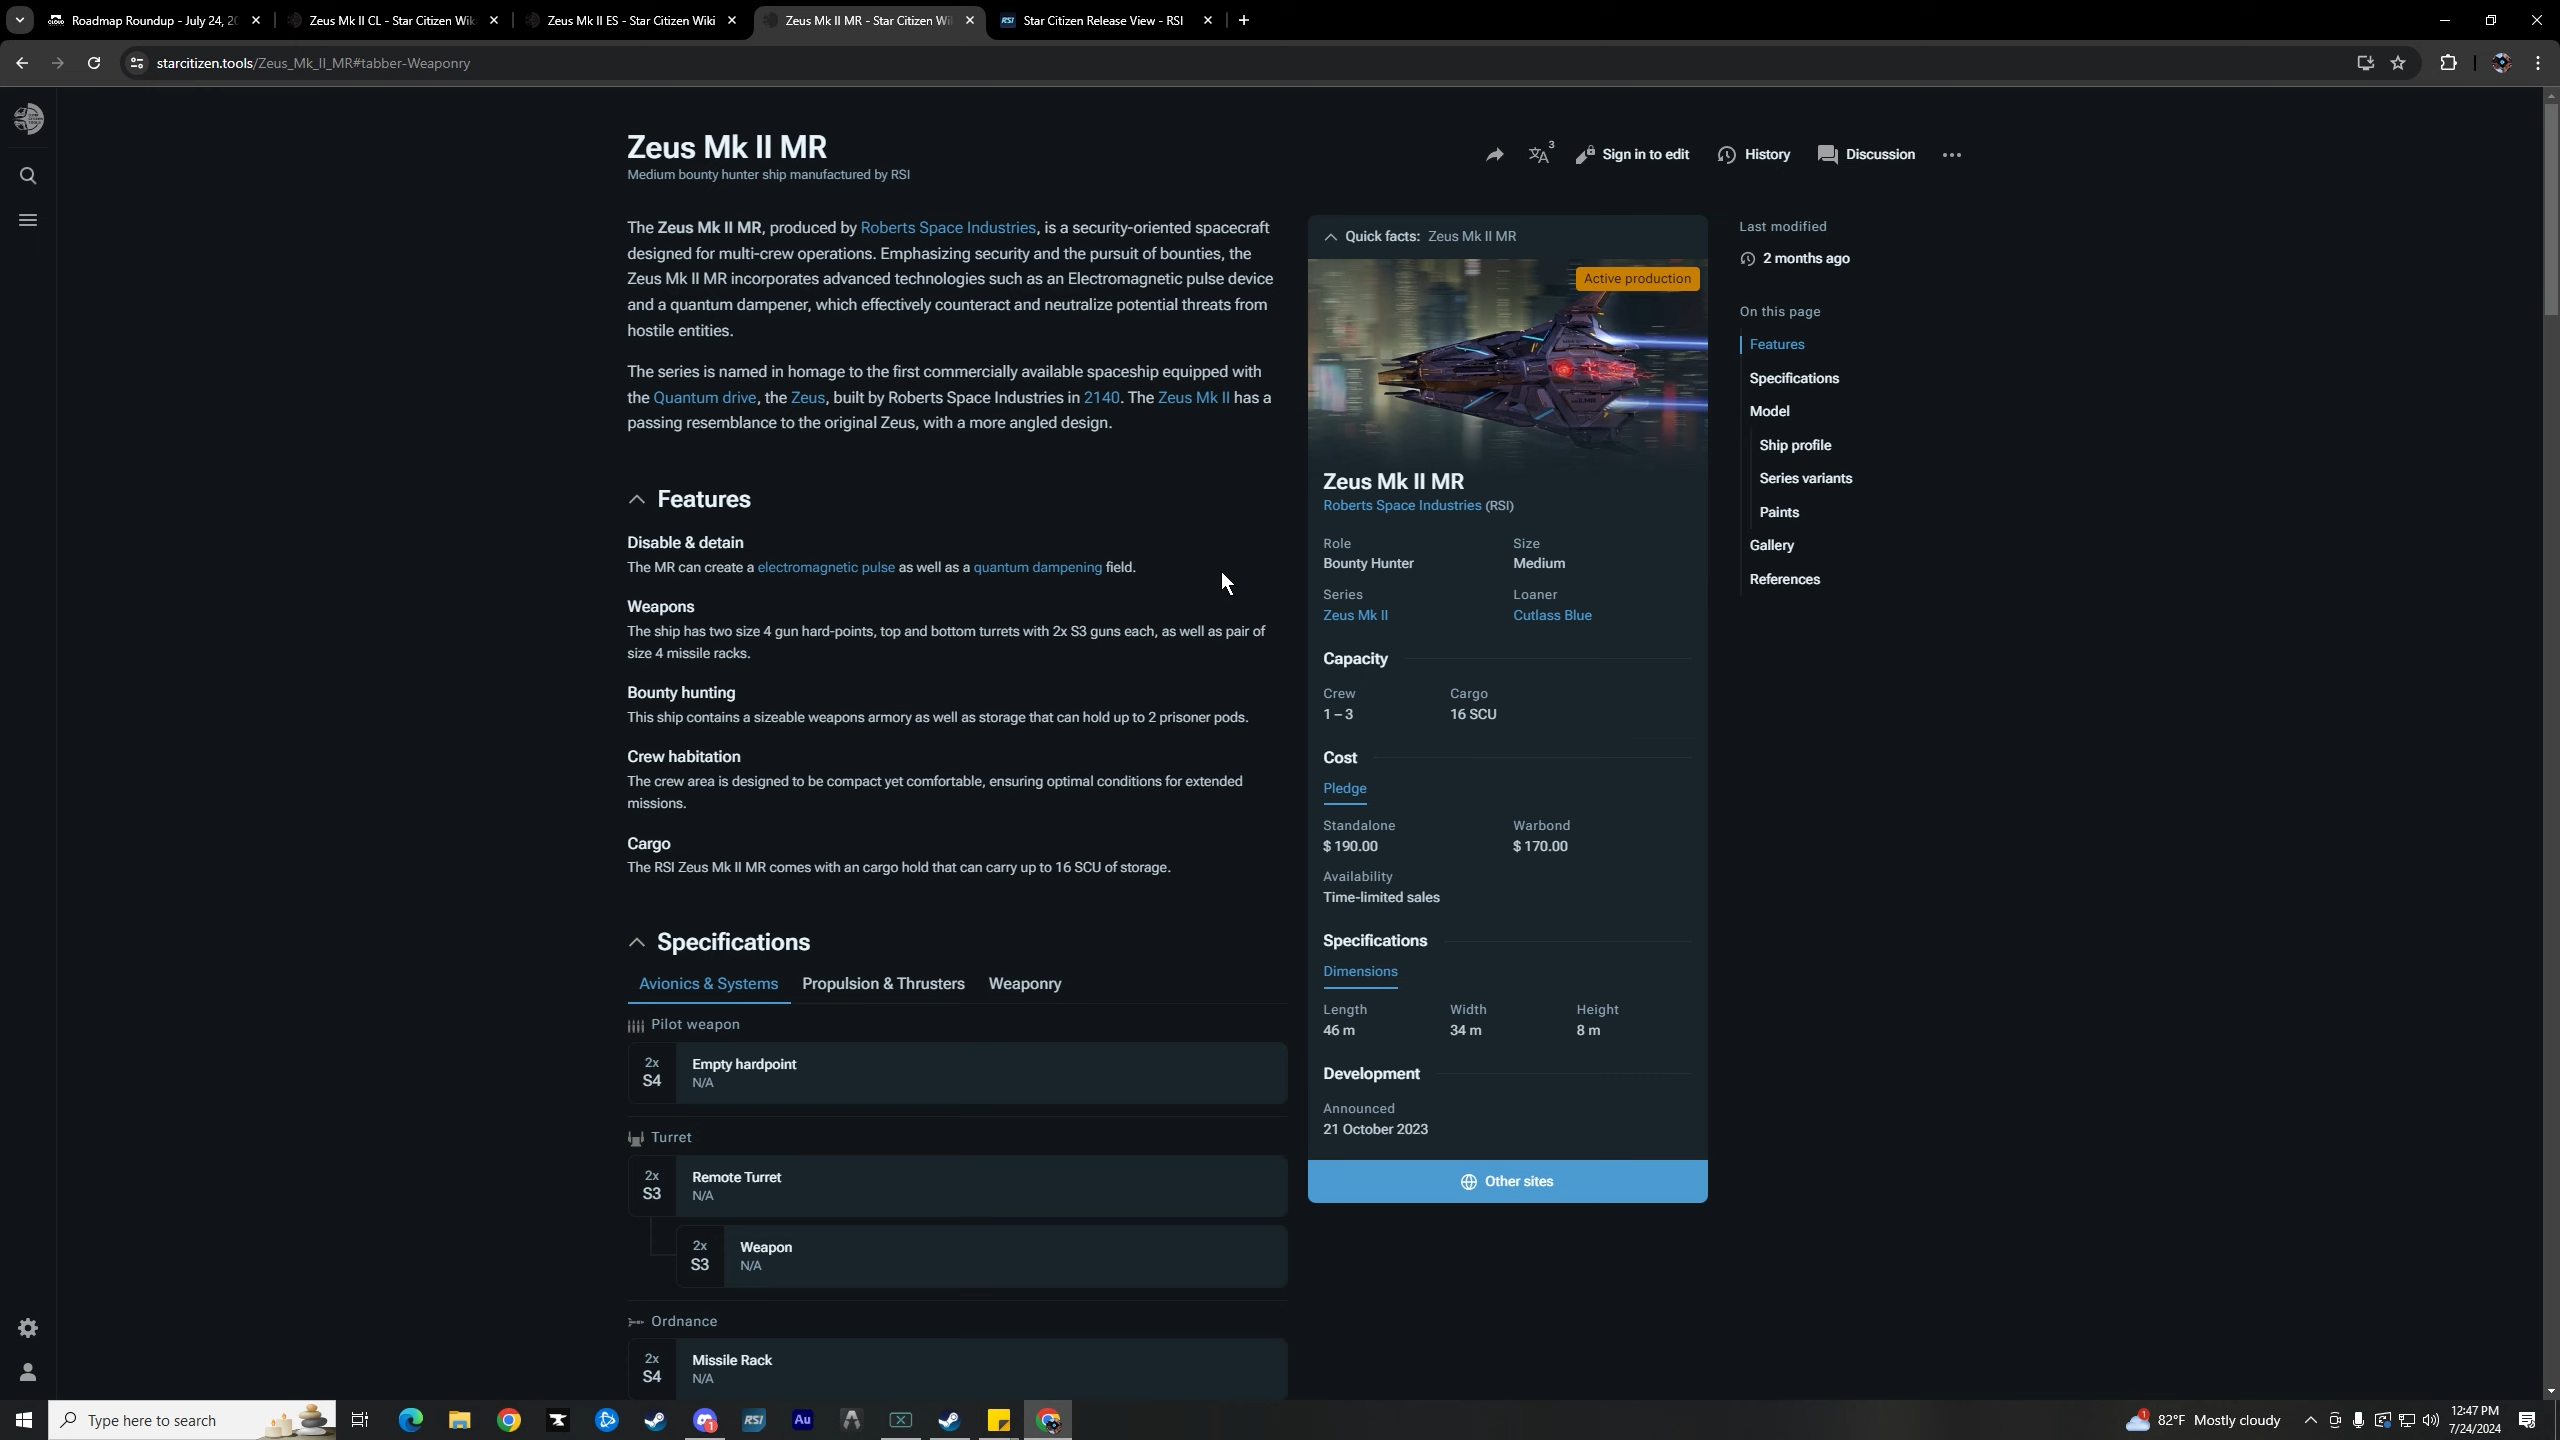 Roadmap Roundup - July 24, 20
Zeus Mk II CL - Star Citizen Wiki
Zeus Mk II ES - Star Citizen Wiki
Zeus Mk II MR - Star Citizen Wi
RSI Star Citizen Release View - RSI
starcitizen.tools/Zeus_Mk_II_MR#tabber-Weaponry
Zeus Mk II MR
Medium bounty hunter ship manufactured by RSI
3
Sign in to edit
History
Discussion
The Zeus Mk II MR, produced by Roberts Space Industries, is a security-oriented spacecraft
designed for multi-crew operations. Emphasizing security and the pursuit of bounties, the
Zeus Mk II MR incorporates advanced technologies such as an Electromagnetic pulse device
and a quantum dampener, which effectively counteract and neutralize potential threats from
hostile entities.
The series is named in homage to the first commercially available spaceship equipped with
the Quantum drive, the Zeus, built by Roberts Space Industries in 2140. The Zeus Mk II has a
passing resemblance to the original Zeus, with a more angled design.
Features
Disable & detain
The MR can create a electromagnetic pulse as well as a quantum dampening field.
Weapons
The ship has two size 4 gun hard-points, top and bottom turrets with 2x S3 guns each, as well as pair of
size 4 missile racks.
Bounty hunting
This ship contains a sizeable weapons armory as well as storage that can hold up to 2 prisoner pods.
Crew habitation
The crew area is designed to be compact yet comfortable, ensuring optimal conditions for extended
missions.
Cargo
The RSI Zeus Mk II MR comes with an cargo hold that can carry up to 16 SCU of storage.
Specifications
Avionics & Systems Propulsion & Thrusters Weaponry
Pilot weapon
2x
S4
Empty hardpoint
N/A
Turret
2x
S3
Remote Turret
N/A
2x
S3
Weapon
N/A
Ordnance
2x
S4
Missile Rack
N/A
Quick facts: Zeus Mk II MR
Active production
Zeus Mk II MR
Roberts Space Industries (RSI)
Role Size
Bounty Hunter Medium
Series Loaner
Zeus Mk II Cutlass Blue
Capacity
Crew Cargo
1 – 3 16 SCU
Cost
Pledge
Standalone Warbond
$ 190.00 $ 170.00
Availability
Time-limited sales
Specifications
Dimensions
Length Width Height
46 m 34 m 8 m
Development
Announced
21 October 2023
Other sites
Last modified
2 months ago
On this page
Features
Specifications
Model
Ship profile
Series variants
Paints
Gallery
References
Type here to search
RSI
Au
1
1
82°F Mostly cloudy
12:47 PM
7/24/2024